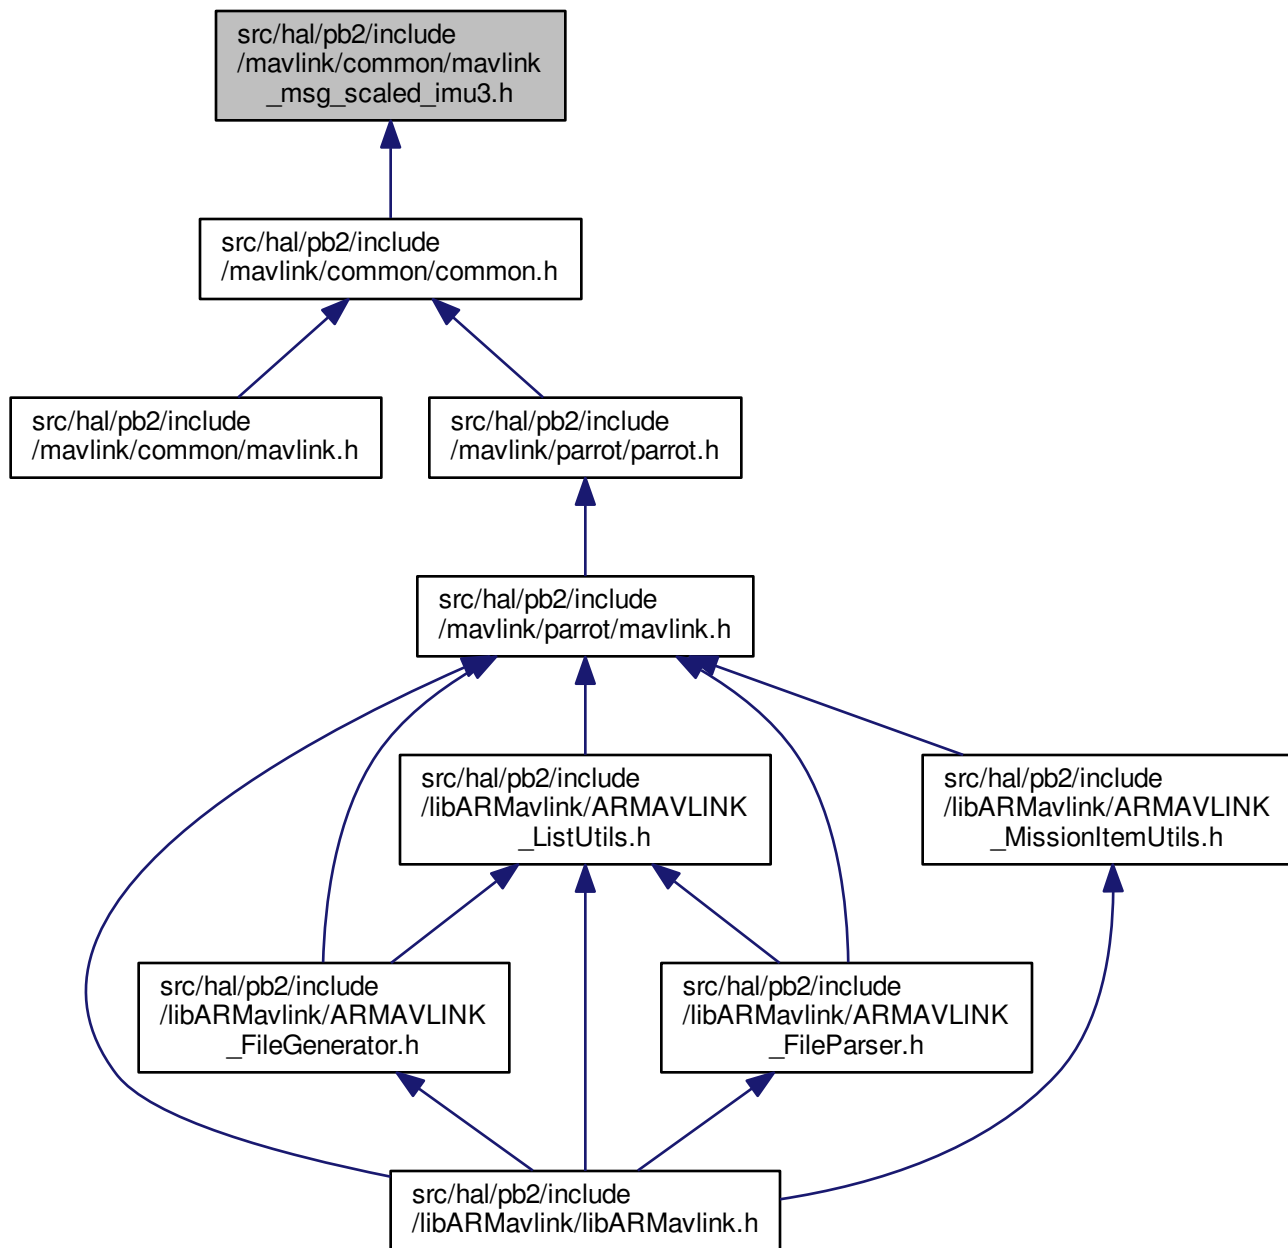 src/hal/pb2/include
/mavlink/common/mavlink
_msg_scaled_imu3.h
src/hal/pb2/include
/mavlink/common/common.h
src/hal/pb2/include
/mavlink/common/mavlink.h
src/hal/pb2/include
/mavlink/parrot/parrot.h
src/hal/pb2/include
/mavlink/parrot/mavlink.h
src/hal/pb2/include
/libARMavlink/ARMAVLINK
_ListUtils.h
src/hal/pb2/include
/libARMavlink/ARMAVLINK
_MissionItemUtils.h
src/hal/pb2/include
/libARMavlink/ARMAVLINK
_FileGenerator.h
src/hal/pb2/include
/libARMavlink/ARMAVLINK
_FileParser.h
src/hal/pb2/include
/libARMavlink/libARMavlink.h